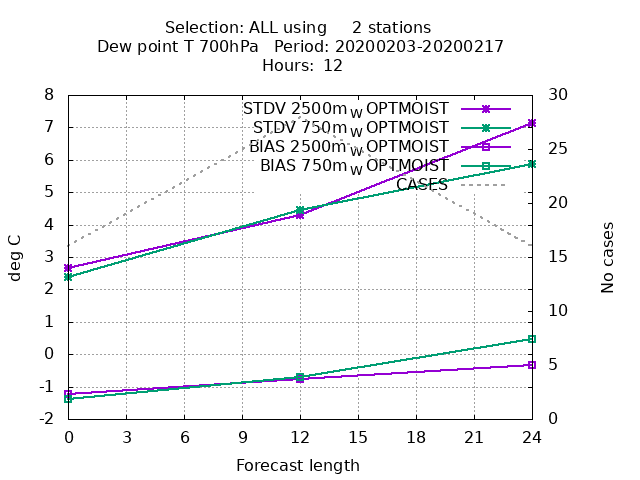 Selection: ALL using     2 stations
Dew point T 700hPa   Period: 20200203-20200217
Hours: 12
STDV 2500m_W OPTMOIST
STDV 750m_W OPTMOIST
BIAS 2500m_W OPTMOIST
BIAS 750m_W OPTMOIST
CASES
deg C
8
7
6
5
4
3
2
1
0
-1
-2
30
25
20
15
10
5
0
No cases
0 3 6 9 12 15 18 21 24
Forecast length